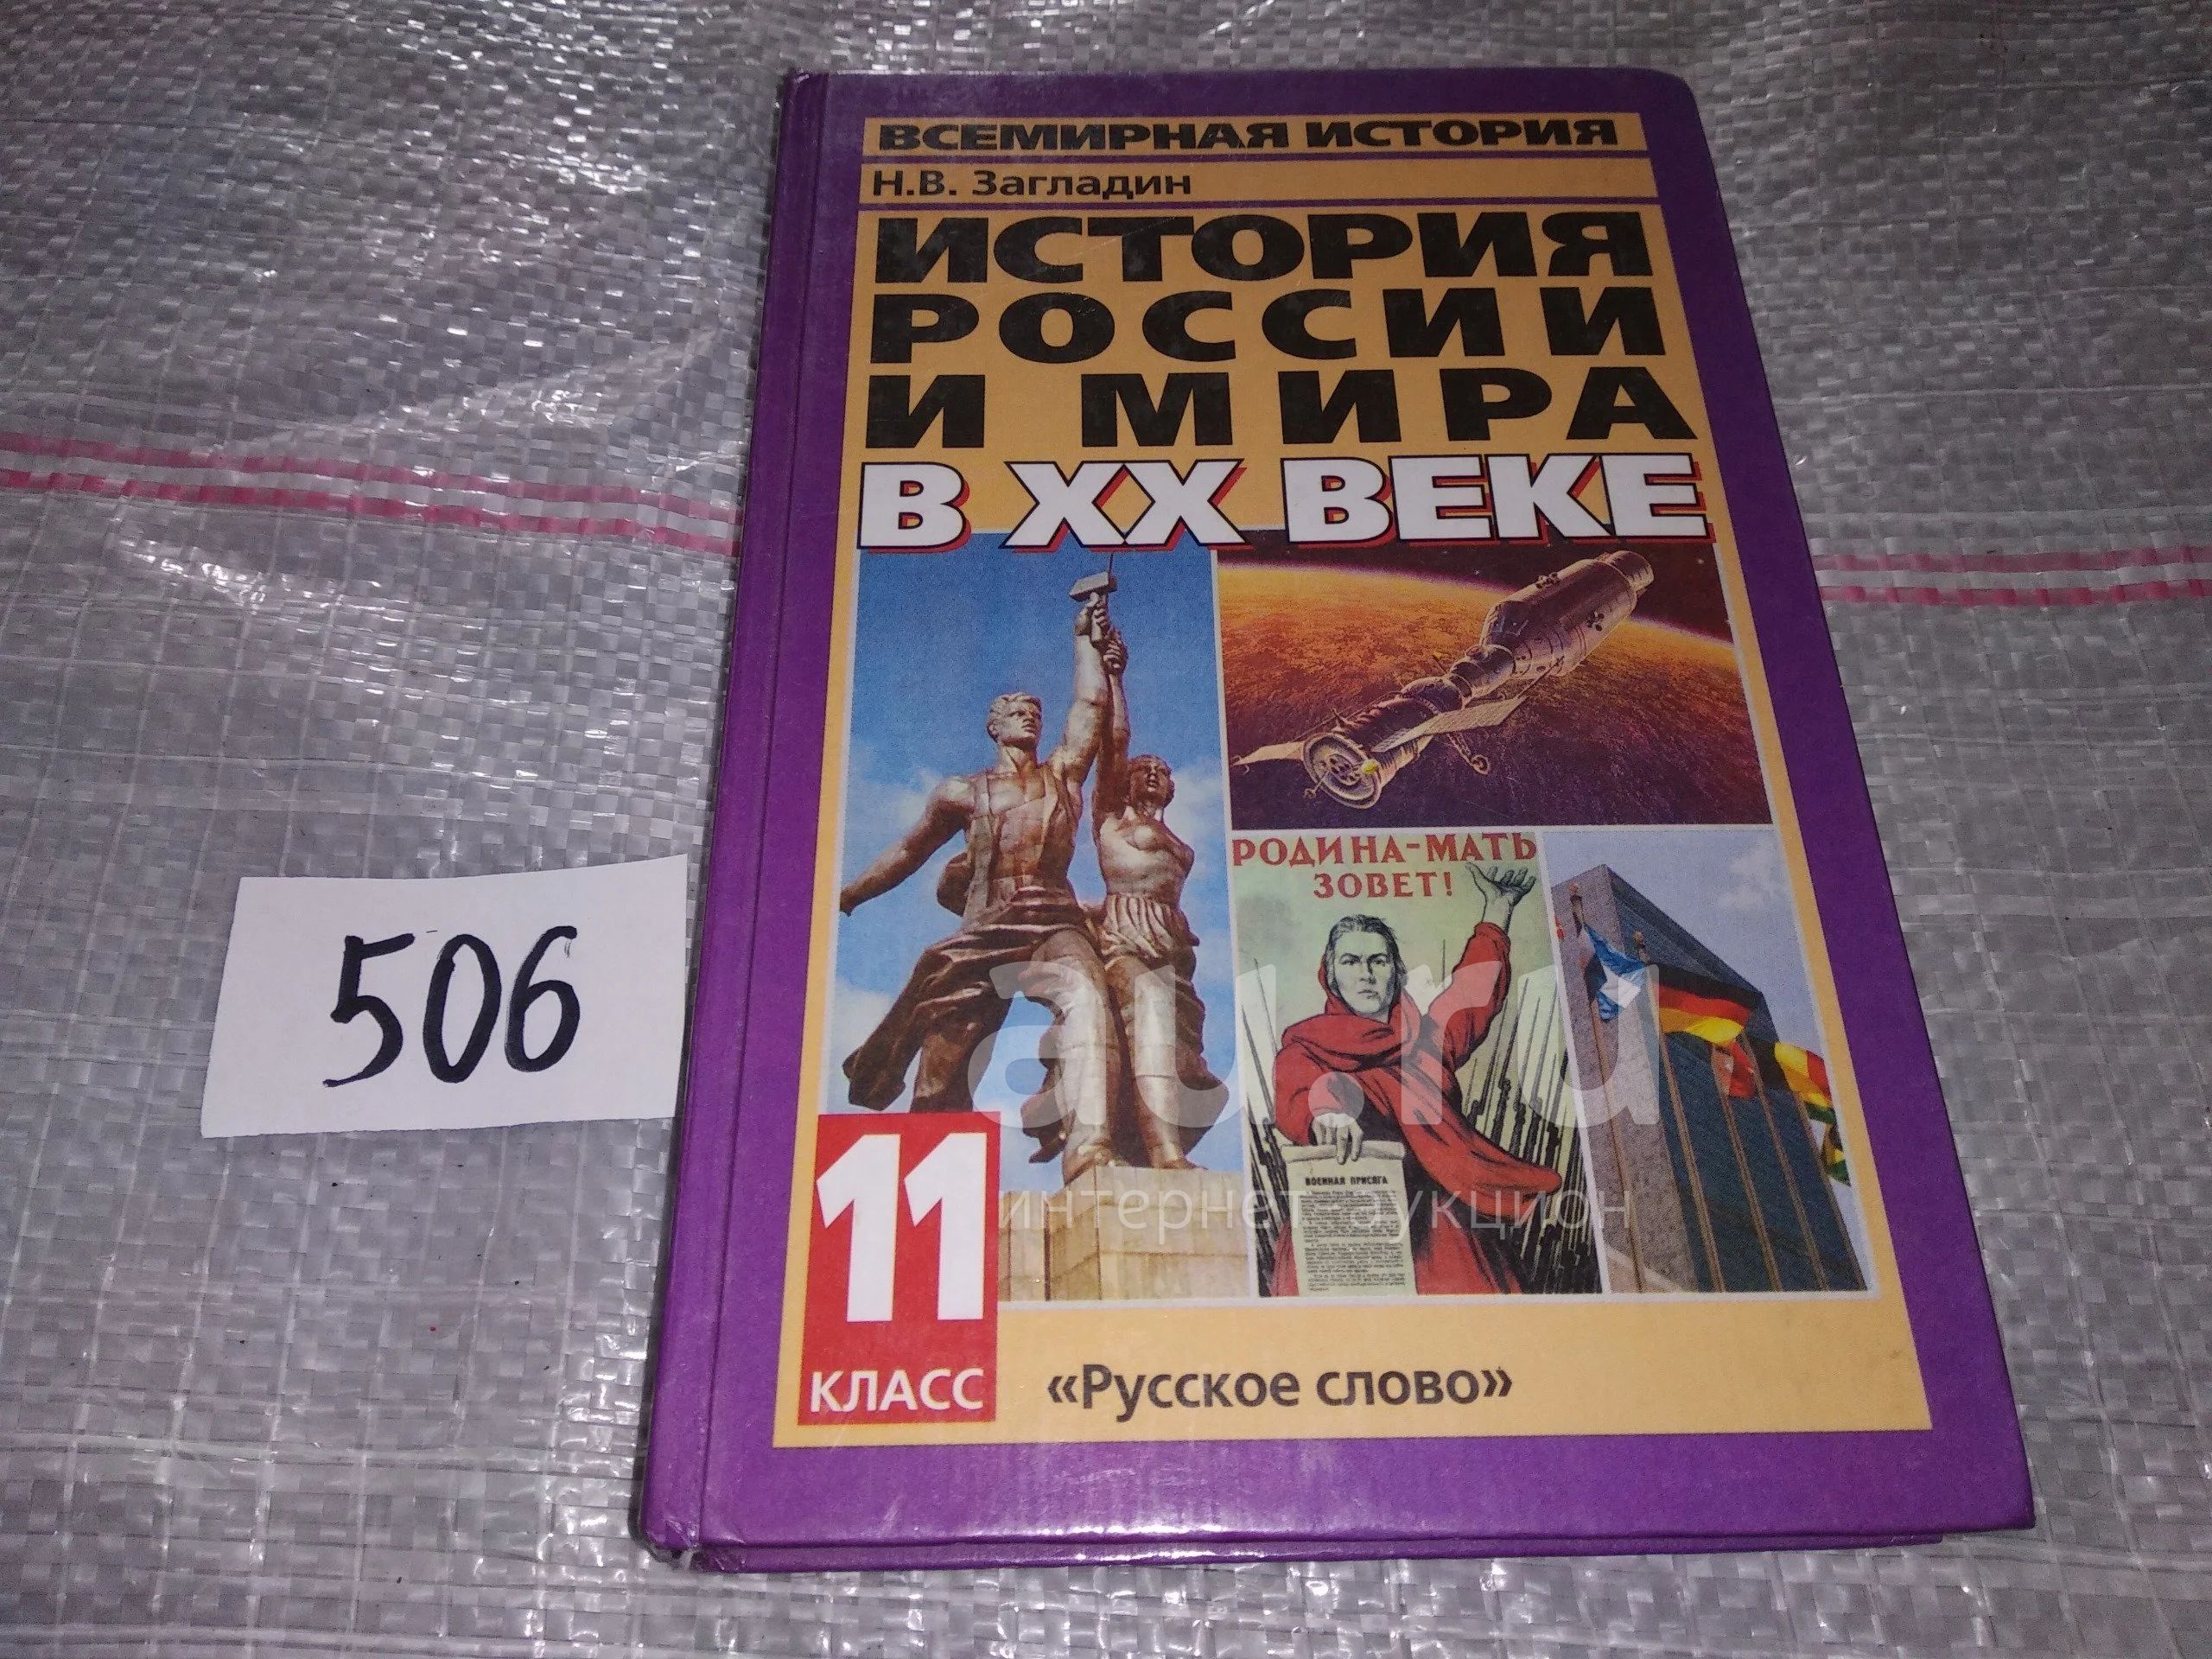 ВСЕМИРНАЯ ИСТОРИЯ
Н.В. Загладин
ИСТОРИЯ
РОССИИ
И МИРА
В XX ВЕКЕ
РОДИНА-МАТЬ
ЗОВЕТ!
ВОЕННАЯ ПРИСЯГА
506
au.ru
интернет-аукцион
11
КЛАСС
«Русское слово»